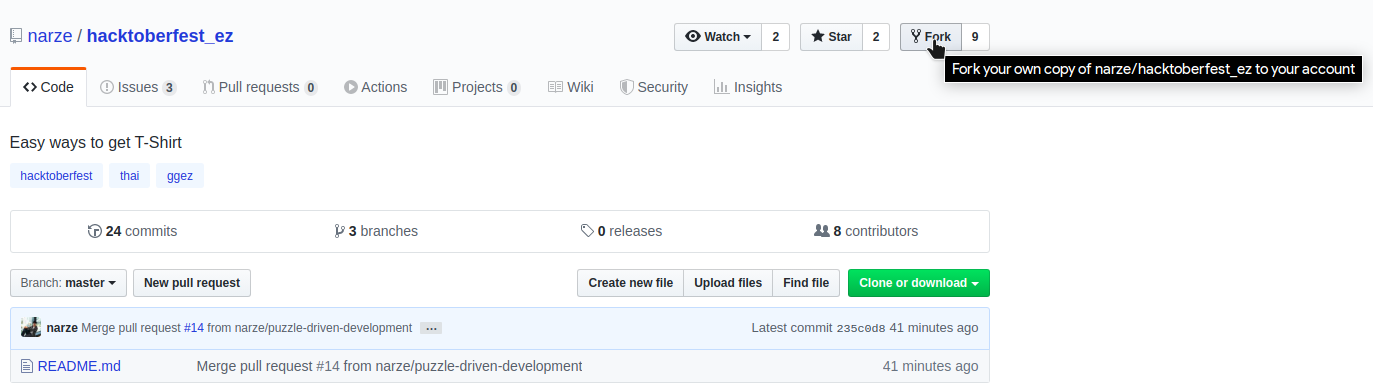 narze / hacktoberfest_ez
Watch 2 Star 2 Fork 9
Fork your own copy of narze/hacktoberfest_ez to your account
Code Issues 3 Pull requests 0 Actions Projects 0 Wiki Security Insights
Easy ways to get T-Shirt
hacktoberfest thai ggez
24 commits 3 branches 0 releases 8 contributors
Branch: master New pull request Create new file Upload files Find file Clone or download
narze Merge pull request #14 from narze/puzzle-driven-development ... Latest commit 235c0d8 41 minutes ago
README.md Merge pull request #14 from narze/puzzle-driven-development 41 minutes ago